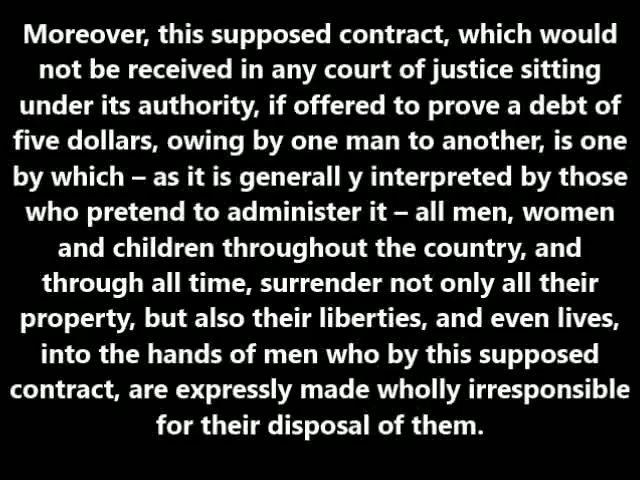 Moreover, this supposed contract, which would
not be received in any court of justice sitting
under its authority, if offered to prove a debt of
five dollars, owing by one man to another, is one
by which – as it is generall y interpreted by those
who pretend to administer it – all men, women
and children throughout the country, and
through all time, surrender not only all their
property, but also their liberties, and even lives,
into the hands of men who by this supposed
contract, are expressly made wholly irresponsible
for their disposal of them.